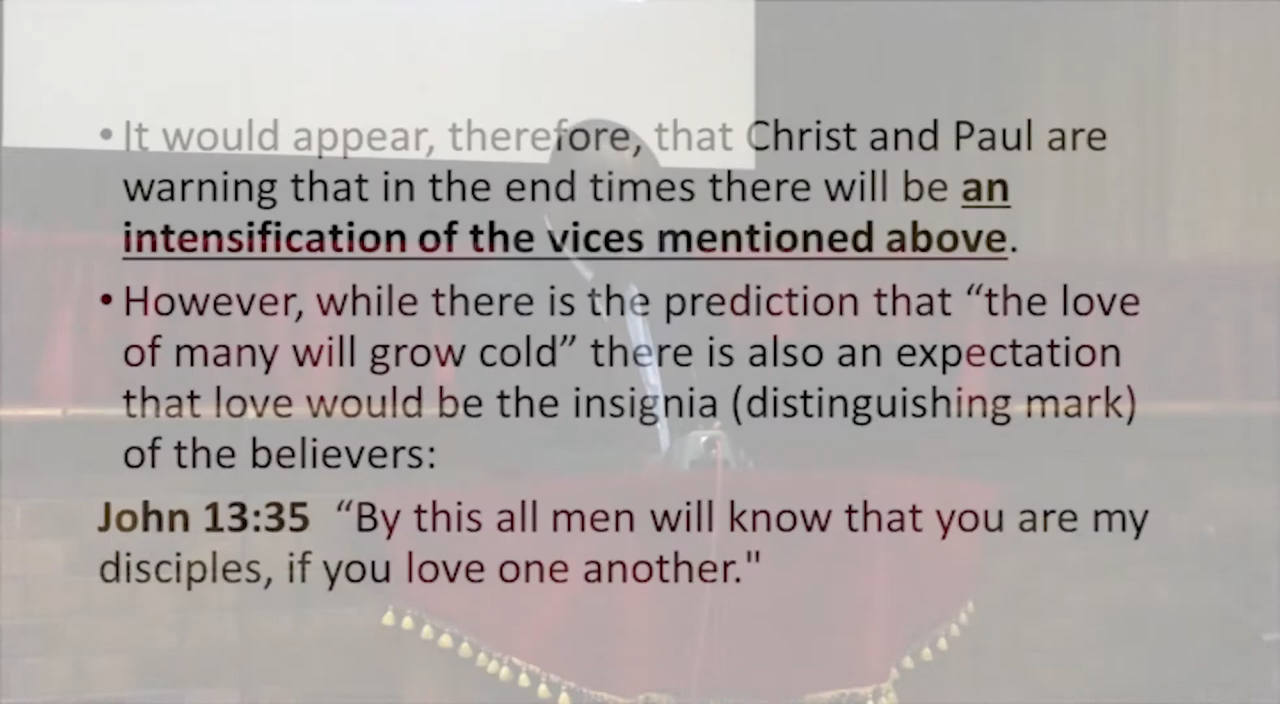 • It would appear, therefore, that Christ and Paul are
warning that in the end times there will be an
intensification of the vices mentioned above.
• However, while there is the prediction that “the love
of many will grow cold” there is also an expectation
that love would be the insignia (distinguishing mark)
of the believers:
John 13:35 “By this all men will know that you are my
disciples, if you love one another."